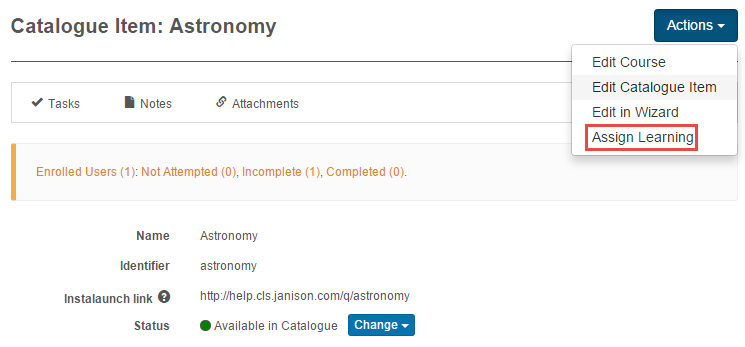 Catalogue Item: Astronomy
Actions
Edit Course
Edit Catalogue Item
Edit in Wizard
Assign Learning
Tasks Notes Attachments
Enrolled Users (1): Not Attempted (0), Incomplete (1), Completed (0).
Name Astronomy
Identifier astronomy
Instalaunch link ? http://help.cls.janison.com/q/astronomy
Status Available in Catalogue Change